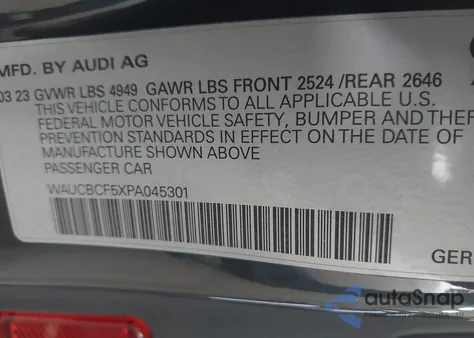 MFD. BY AUDI AG
03 23 GVWR LBS 4949 GAWR LBS FRONT 2524 /REAR 2646
THIS VEHICLE CONFORMS TO ALL APPLICABLE U.S.
FEDERAL MOTOR VEHICLE SAFETY, BUMPER AND THEF
PREVENTION STANDARDS IN EFFECT ON THE DATE OF
MANUFACTURE SHOWN ABOVE
PASSENGER CAR
WAUCBCF5XPA045301
GER
autoSnap